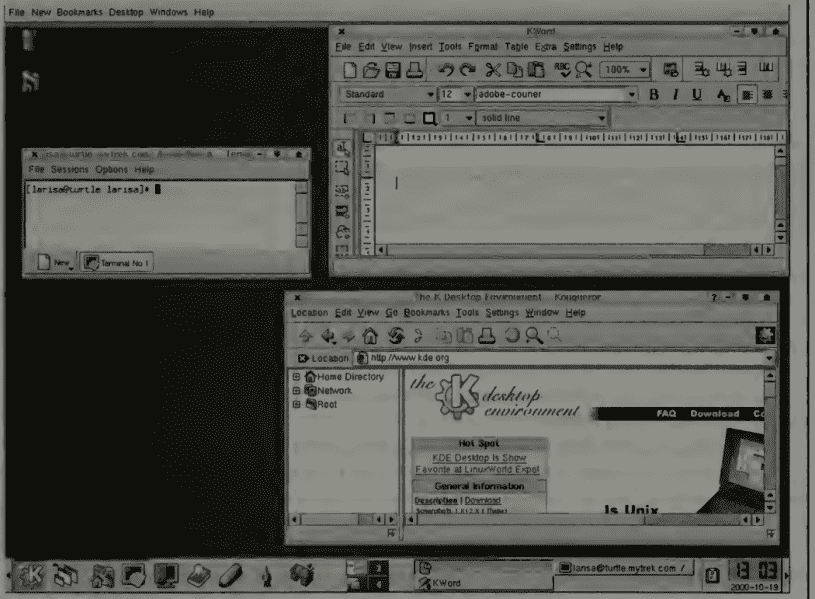 File New Bookmarks Desktop Windows Help
KWord
File Edit View Insert Tools Format Table Extra Settings Help
100%
Standard 12 adobe-courier
B I U
1 solid line
File Sessions Options Help
[larisa@turtle larisa]$
New Terminal No 1
The K Desktop Environment Konqueror
Location Edit View Go Bookmarks Tools Settings Window Help
Location http://www.kde.org
Home Directory
Network
Root
the K desktop
environment
FAQ Download
Hot Spot
KDE Desktop Is Show
Favorite at LinuxWorld Expo!
General Information
Description | Download
Is Unix
larisa@turtle.mytrek.com /
KWord
13 03
2000-10-19